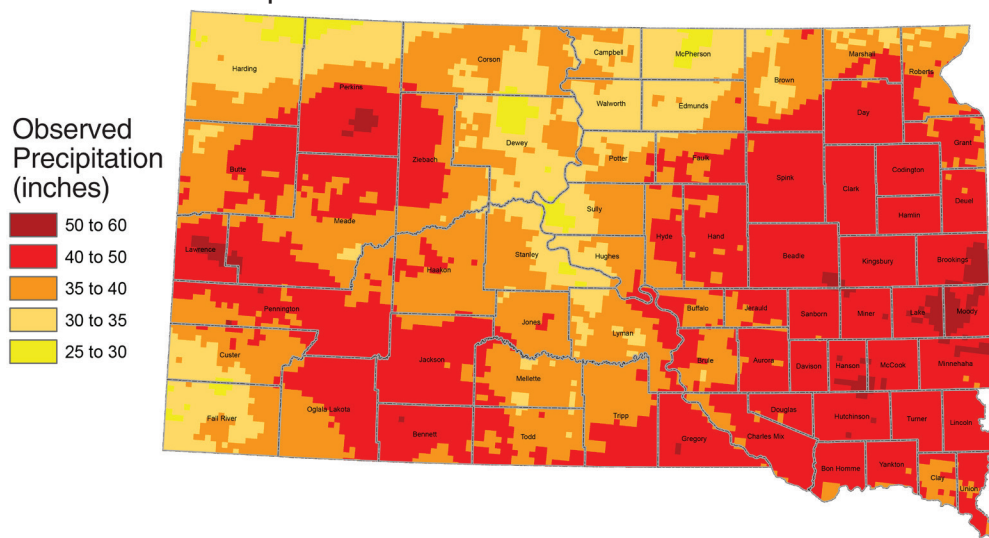 Observed
Precipitation
(inches)
50 to 60
40 to 50
35 to 40
30 to 35
25 to 30
Harding
Perkins
Corson
Campbell
McPherson
Brown
Marshall
Roberts
Walworth
Edmunds
Day
Butte
Ziebach
Dewey
Potter
Faulk
Spink
Clark
Codington
Grant
Meade
Sully
Hyde
Hand
Hamlin
Deuel
Lawrence
Haakon
Stanley
Hughes
Beadle
Kingsbury
Brookings
Pennington
Jones
Lyman
Buffalo
Jerauld
Sanborn
Miner
Lake
Moody
Custer
Jackson
Mellette
Brule
Aurora
Davison
Hanson
McCook
Minnehaha
Fall River
Oglala Lakota
Bennett
Todd
Tripp
Gregory
Charles Mix
Douglas
Hutchinson
Turner
Lincoln
Bon Homme
Yankton
Clay
Union